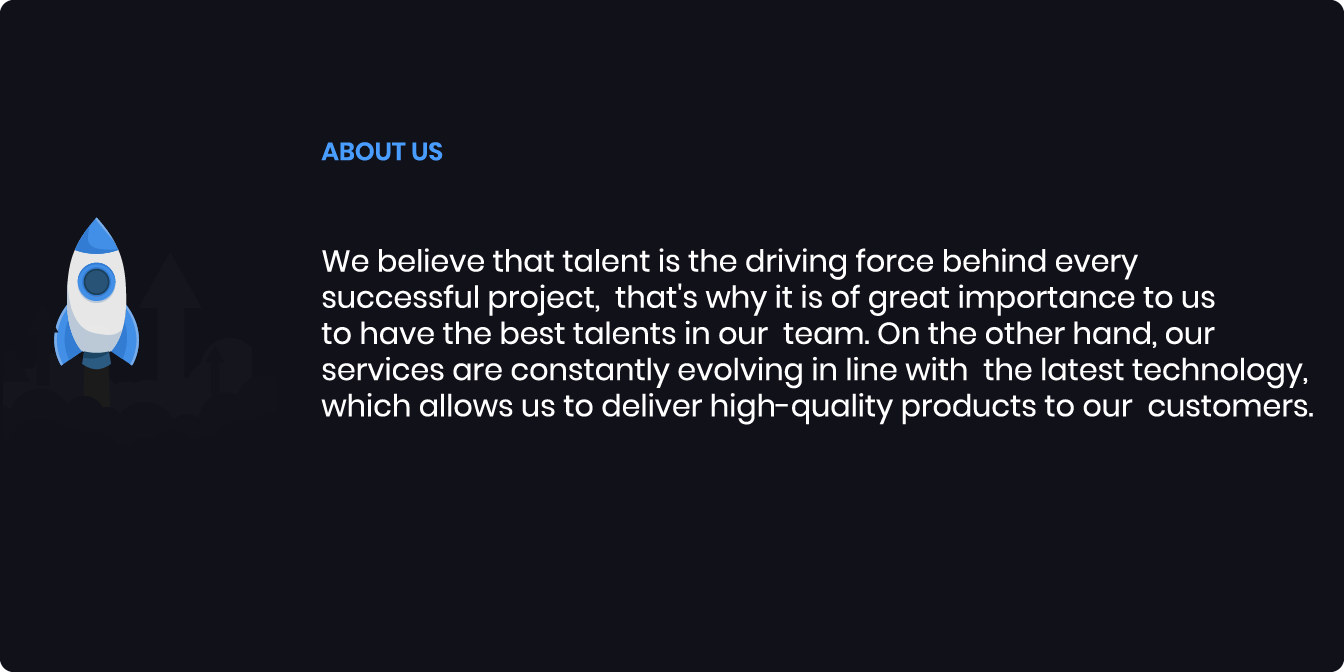 ABOUT US
We believe that talent is the driving force behind every
successful project,  that's why it is of great importance to us
to have the best talents in our  team. On the other hand, our
services are constantly evolving in line with  the latest technology,
which allows us to deliver high-quality products to our  customers.